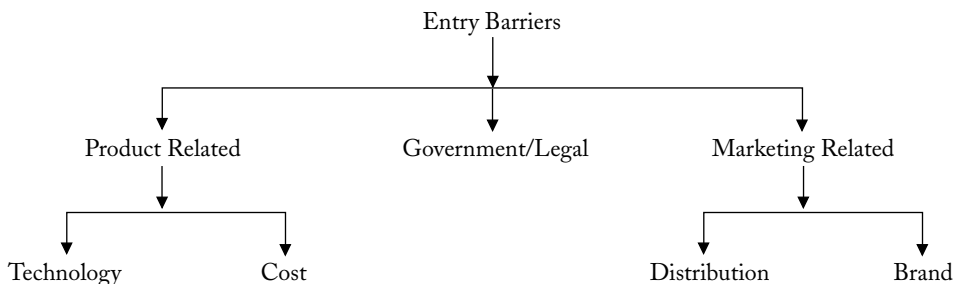 Entry Barriers
Product Related
Government/Legal
Marketing Related
Technology
Cost
Distribution
Brand